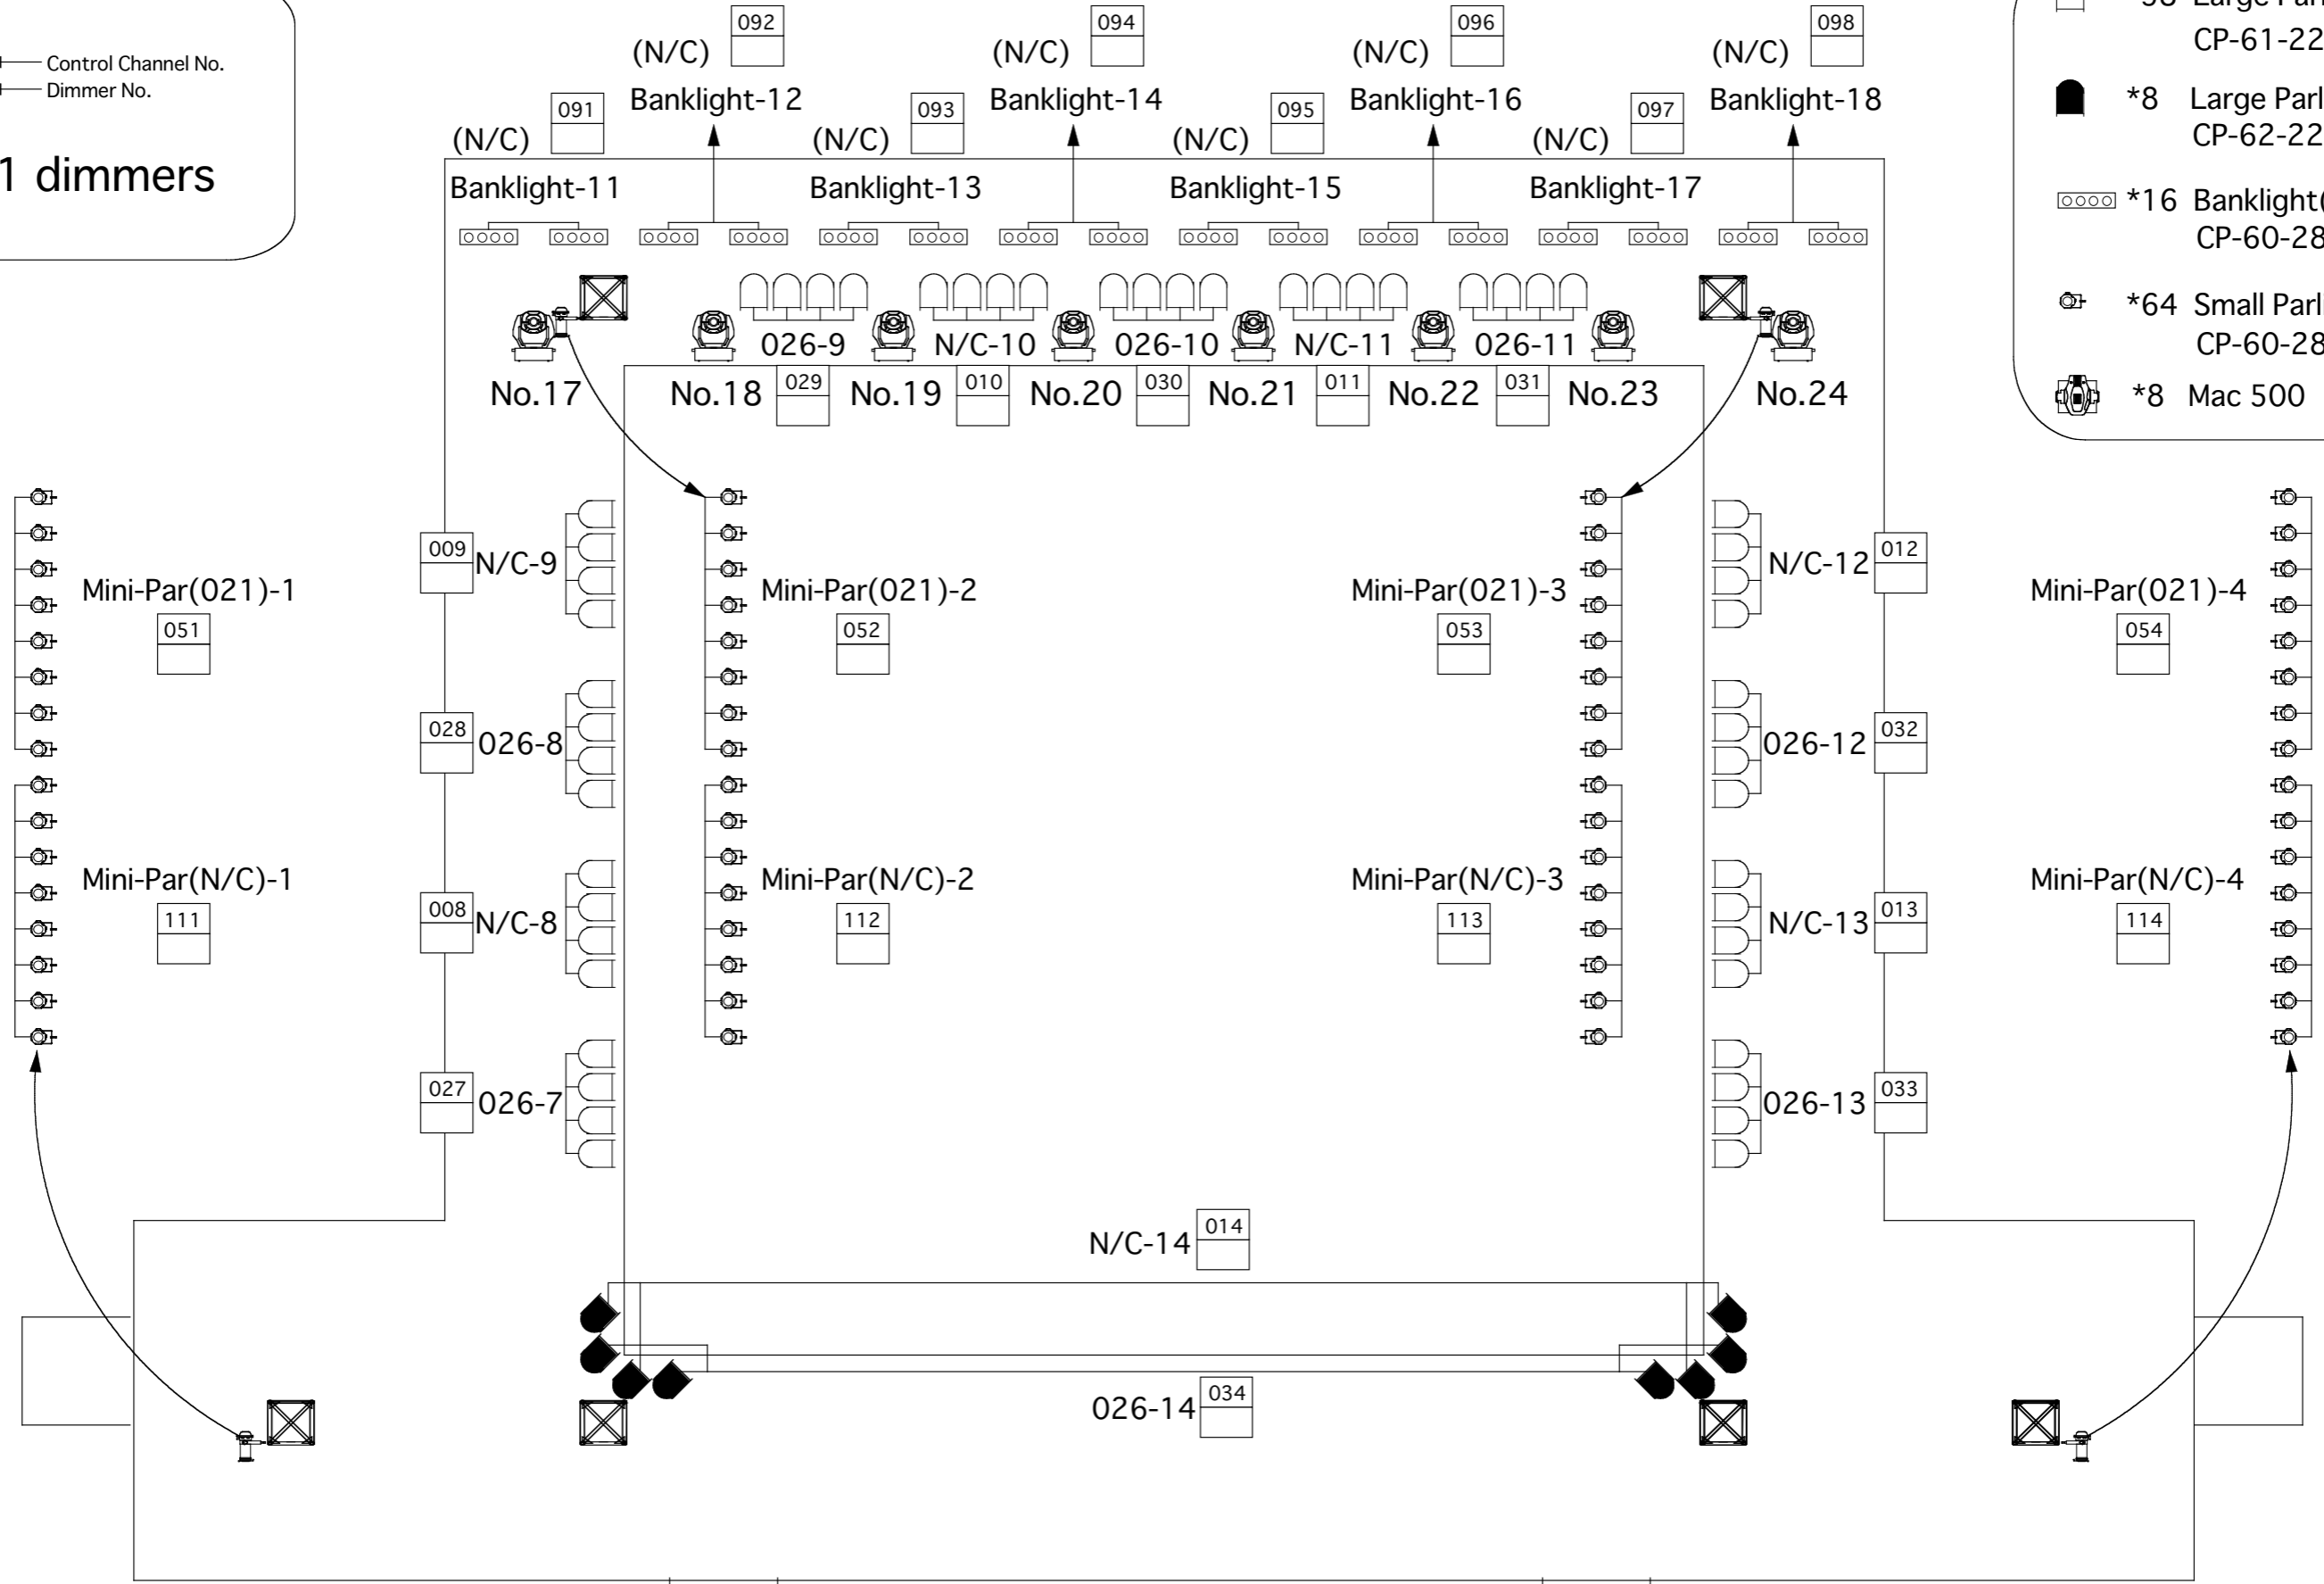 Control Channel No.
Dimmer No.
1 dimmers
092
(N/C)
Banklight-12
094
(N/C)
Banklight-14
096
(N/C)
Banklight-16
098
(N/C)
Banklight-18
091
(N/C)
Banklight-11
093
(N/C)
Banklight-13
095
(N/C)
Banklight-15
097
(N/C)
Banklight-17
CP-61-22
*8 Large Parl
CP-62-22
*16 Banklight(
CP-60-28
*64 Small Parl
CP-60-28
*8 Mac 500
026-9
N/C-10
026-10
N/C-11
026-11
No.17
No.18
029
No.19
010
No.20
030
No.21
011
No.22
031
No.23
No.24
009
N/C-9
N/C-12
012
Mini-Par(021)-1
051
Mini-Par(021)-2
052
Mini-Par(021)-3
053
Mini-Par(021)-4
054
028
026-8
026-12
032
Mini-Par(N/C)-1
111
Mini-Par(N/C)-2
112
Mini-Par(N/C)-3
113
Mini-Par(N/C)-4
114
008
N/C-8
N/C-13
013
027
026-7
026-13
033
N/C-14
014
026-14
034